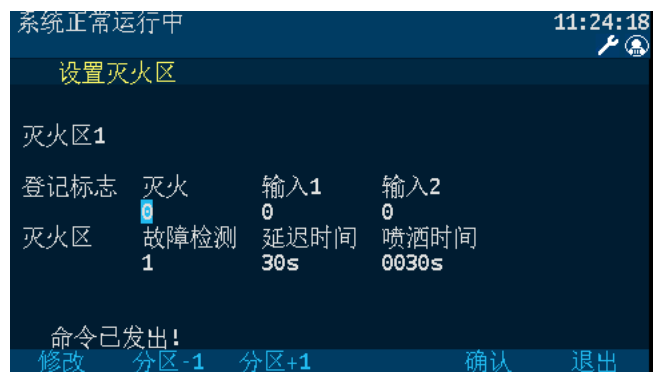 系统正常运行中 11:24:18
设置灭火区
灭火区1
登记标志 灭火 输入1 输入2
0 0 0
灭火区 故障检测 延迟时间 喷洒时间
1 30s 0030s
命令已发出!
修改 分区-1 分区+1 确认 退出